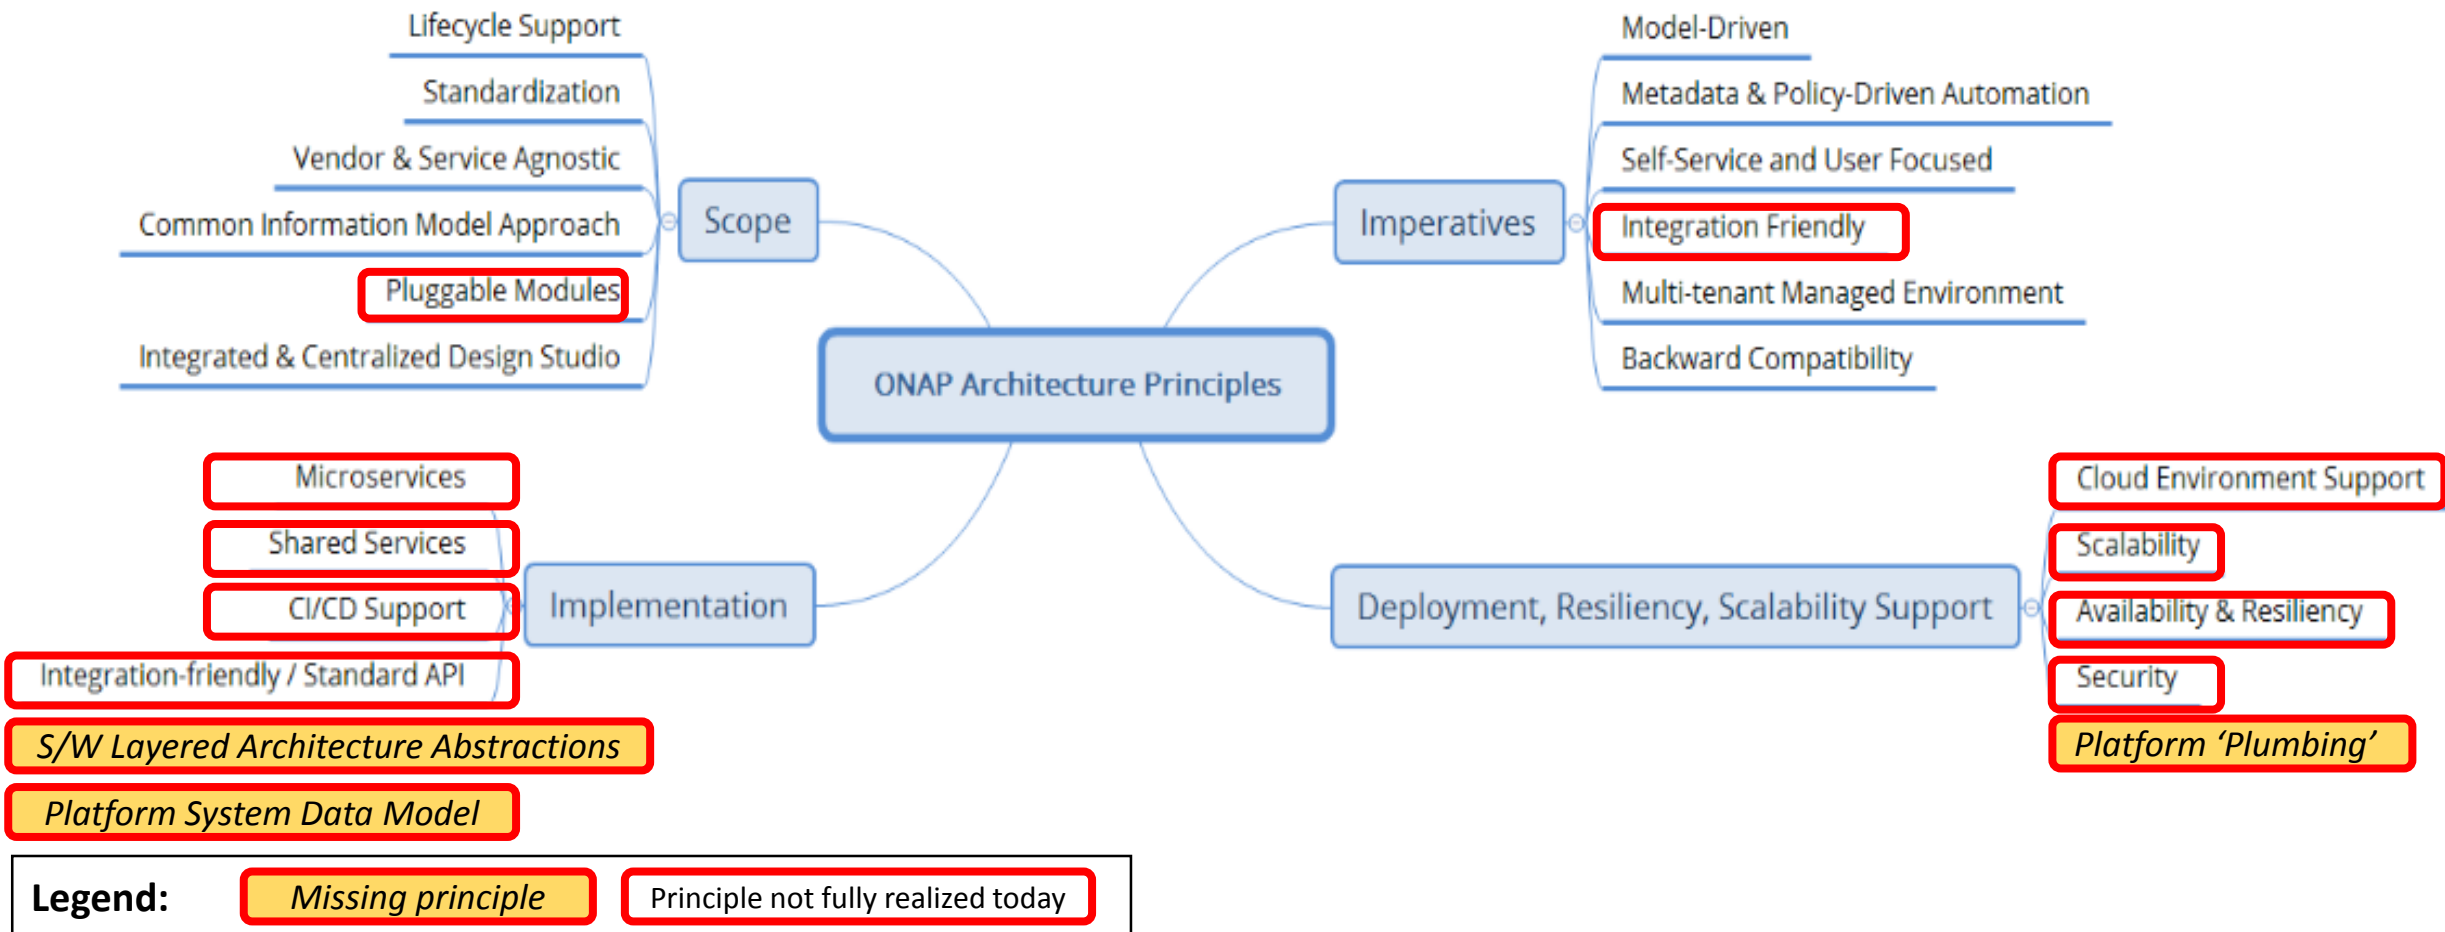 Lifecycle Support
Standardization
Vendor & Service Agnostic
Common Information Model Approach
Pluggable Modules
Integrated & Centralized Design Studio
Scope
Model-Driven
Metadata & Policy-Driven Automation
Self-Service and User Focused
Integration Friendly
Multi-tenant Managed Environment
Backward Compatibility
Imperatives
ONAP Architecture Principles
Microservices
Shared Services
CI/CD Support
Integration-friendly / Standard API
S/W Layered Architecture Abstractions
Platform System Data Model
Implementation
Deployment, Resiliency, Scalability Support
Cloud Environment Support
Scalability
Availability & Resiliency
Security
Platform ‘Plumbing’
Legend:
Missing principle
Principle not fully realized today